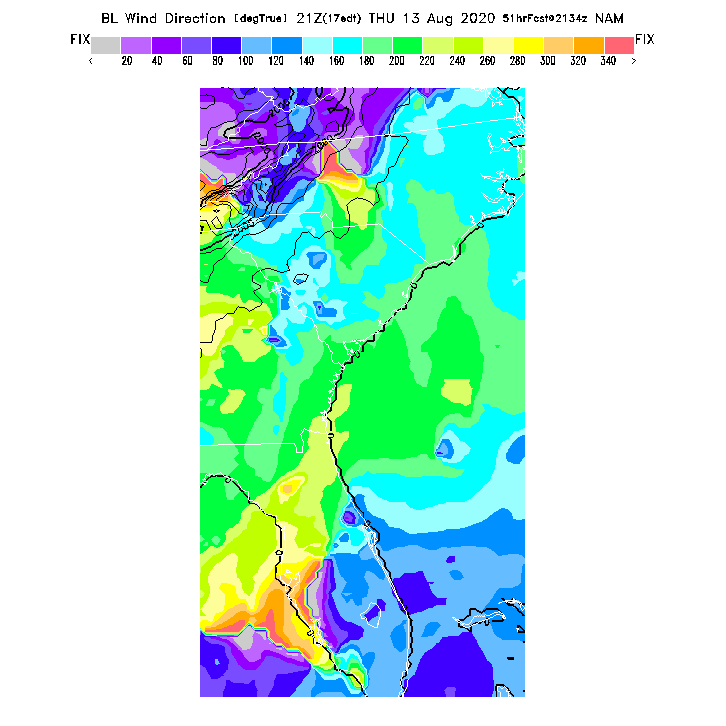 BL Wind Direction [degTrue] 21Z(17edt) THU 13 Aug 2020 51hrFcst@2134z NAM
FIX FIX
< 20 40 60 80 100 120 140 160 180 200 220 240 260 280 300 320 340 >